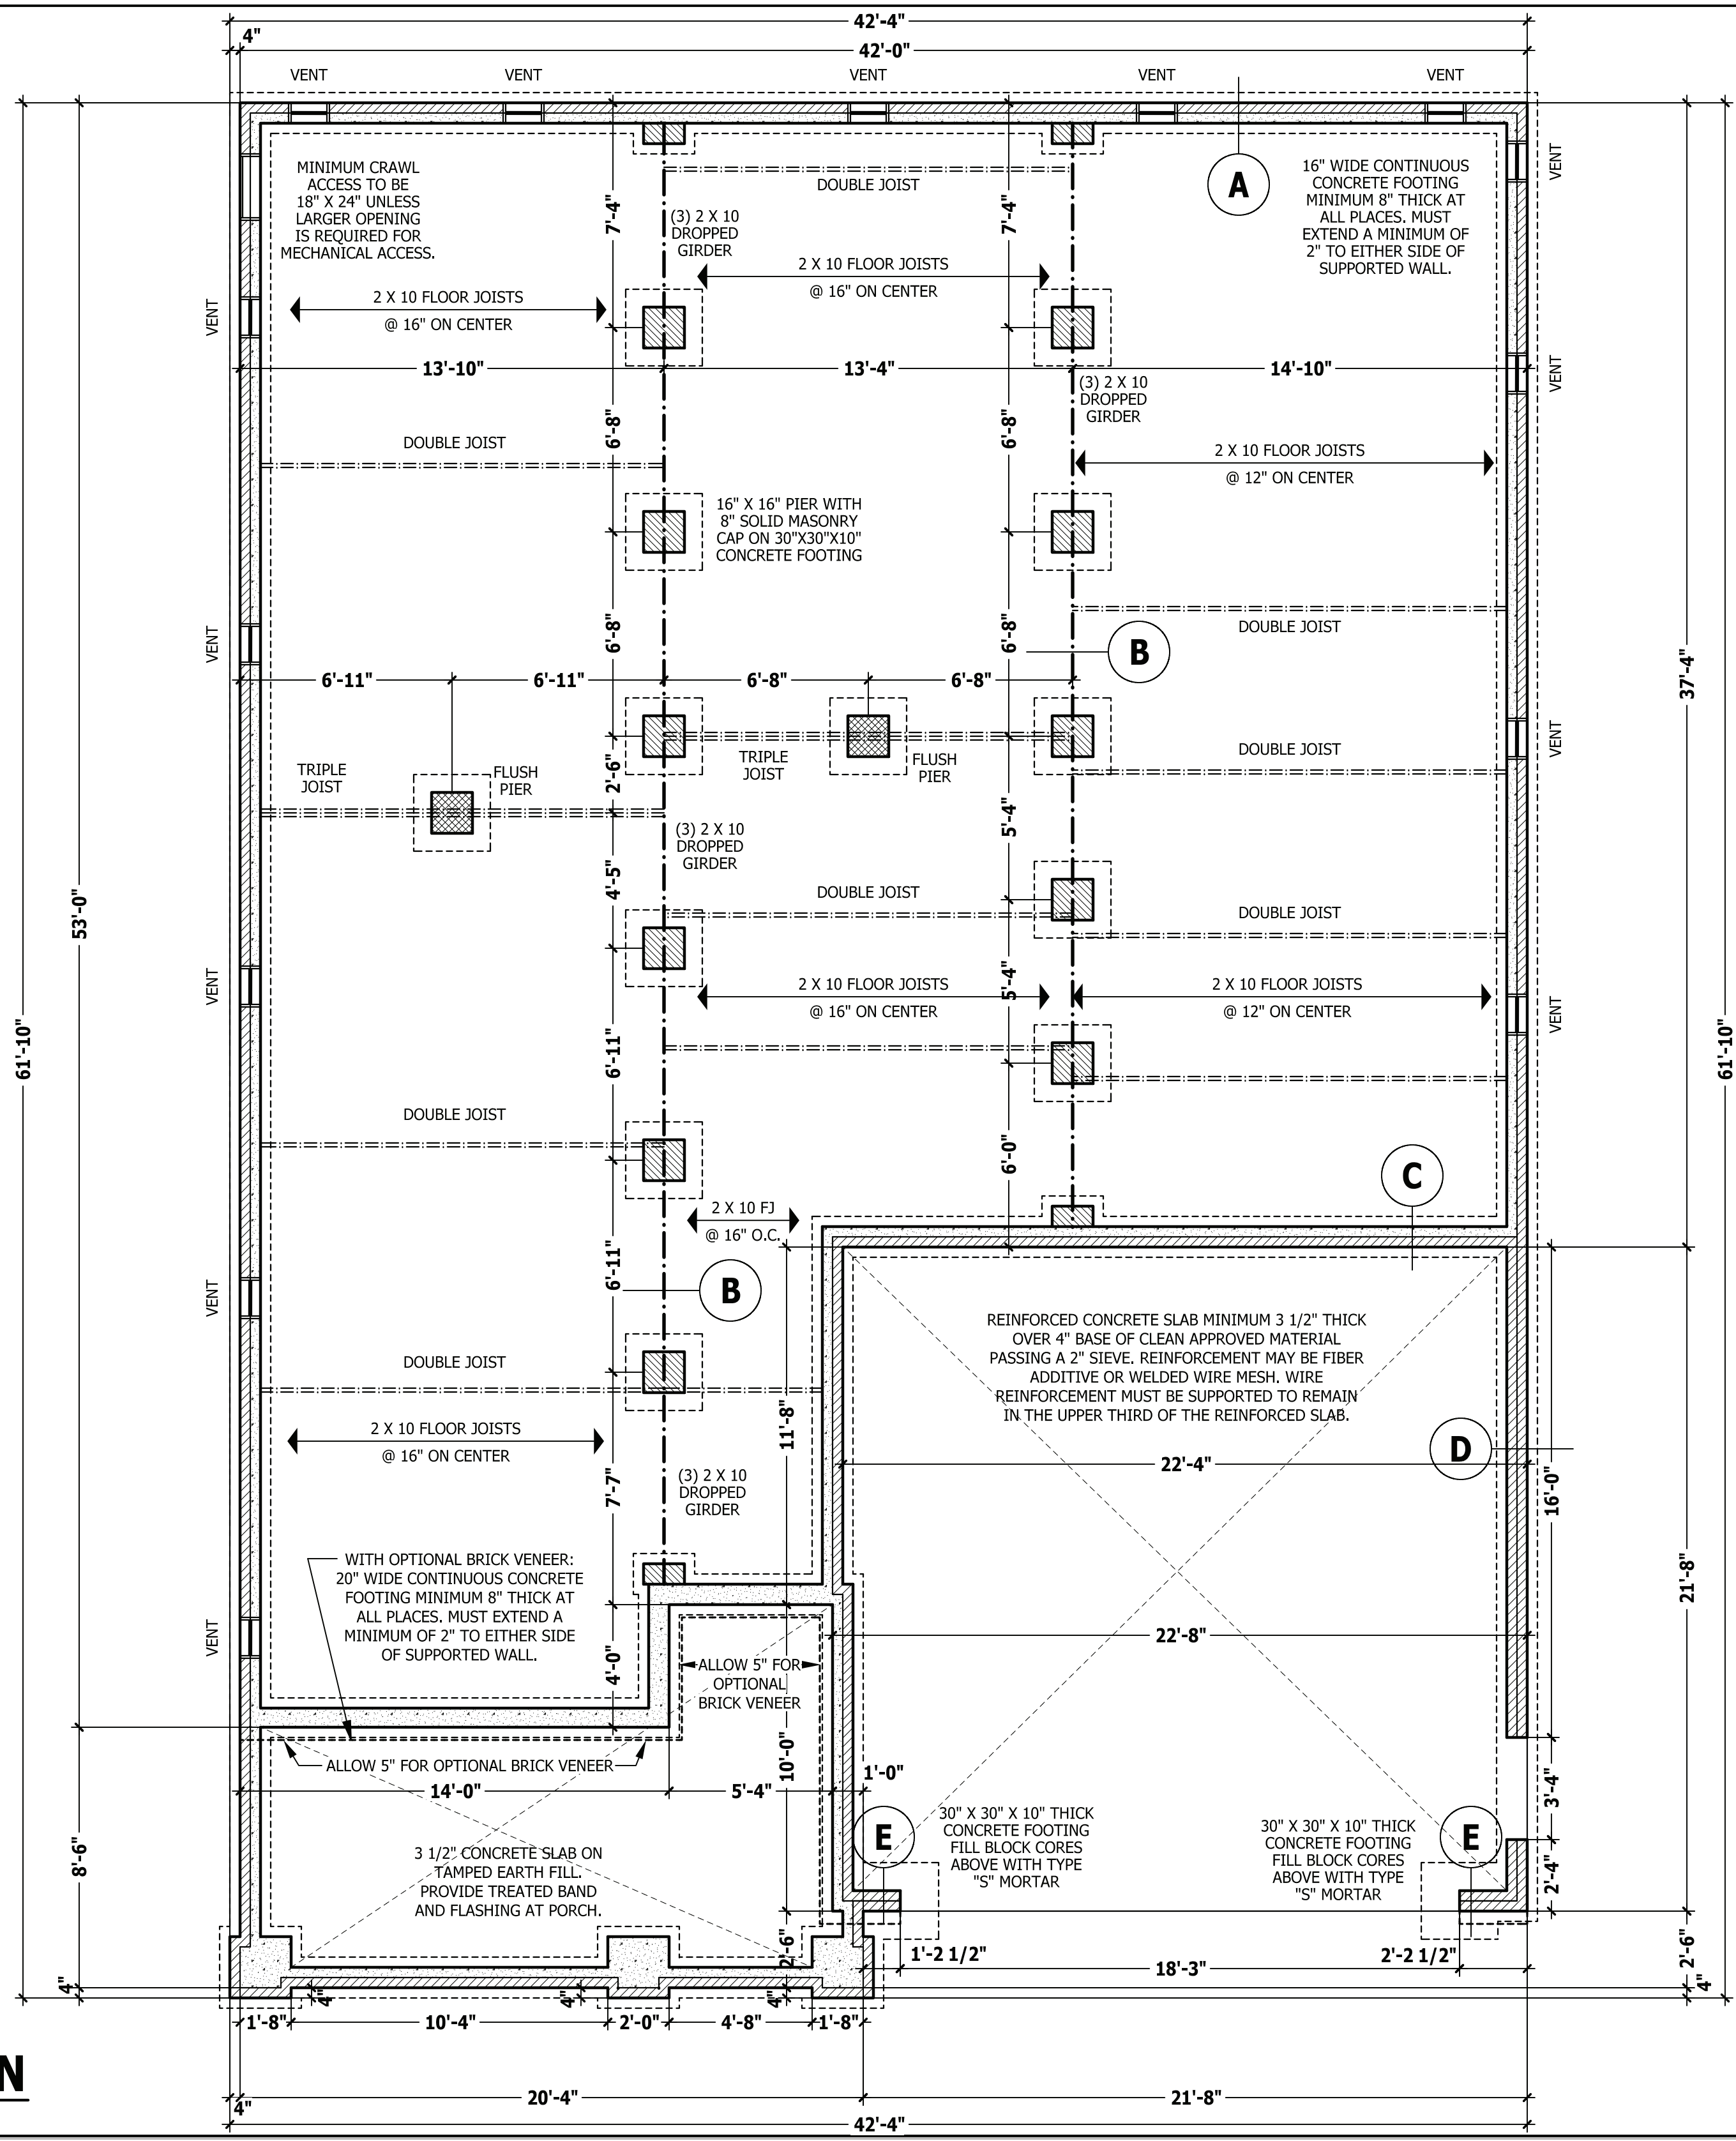 42'-4"
4"
42'-0"
VENT
VENT
VENT
VENT
VENT
MINIMUM CRAWL
ACCESS TO BE
18" X 24" UNLESS
LARGER OPENING
IS REQUIRED FOR
MECHANICAL ACCESS.
7'-4"
DOUBLE JOIST
(3) 2 X 10
DROPPED
GIRDER
7'-4"
A
16" WIDE CONTINUOUS
CONCRETE FOOTING
MINIMUM 8" THICK AT
ALL PLACES. MUST
EXTEND A MINIMUM OF
2" TO EITHER SIDE OF
SUPPORTED WALL.
VENT
2 X 10 FLOOR JOISTS
@ 16" ON CENTER
2 X 10 FLOOR JOISTS
@ 16" ON CENTER
VENT
13'-10"
13'-4"
14'-10"
VENT
(3) 2 X 10
DROPPED
GIRDER
6'-8"
6'-8"
DOUBLE JOIST
2 X 10 FLOOR JOISTS
@ 12" ON CENTER
16" X 16" PIER WITH
8" SOLID MASONRY
CAP ON 30"X30"X10"
CONCRETE FOOTING
6'-8"
6'-8"
DOUBLE JOIST
B
VENT
37'-4"
6'-11"
6'-11"
6'-8"
6'-8"
VENT
DOUBLE JOIST
TRIPLE
JOIST
FLUSH
PIER
2'-6"
TRIPLE
JOIST
FLUSH
PIER
5'-4"
(3) 2 X 10
DROPPED
GIRDER
4'-5"
DOUBLE JOIST
DOUBLE JOIST
53'-0"
VENT
2 X 10 FLOOR JOISTS
@ 16" ON CENTER
5'-4"
2 X 10 FLOOR JOISTS
@ 12" ON CENTER
VENT
61'-10"
61'-10"
6'-11"
DOUBLE JOIST
6'-0"
C
2 X 10 FJ
@ 16" O.C.
6'-11"
B
VENT
REINFORCED CONCRETE SLAB MINIMUM 3 1/2" THICK
OVER 4" BASE OF CLEAN APPROVED MATERIAL
PASSING A 2" SIEVE. REINFORCEMENT MAY BE FIBER
ADDITIVE OR WELDED WIRE MESH. WIRE
REINFORCEMENT MUST BE SUPPORTED TO REMAIN
IN THE UPPER THIRD OF THE REINFORCED SLAB.
DOUBLE JOIST
2 X 10 FLOOR JOISTS
@ 16" ON CENTER
11'-8"
D
22'-4"
16'-0"
7'-7"
(3) 2 X 10
DROPPED
GIRDER
21'-8"
WITH OPTIONAL BRICK VENEER:
20" WIDE CONTINUOUS CONCRETE
FOOTING MINIMUM 8" THICK AT
ALL PLACES. MUST EXTEND A
MINIMUM OF 2" TO EITHER SIDE
OF SUPPORTED WALL.
VENT
4'-0"
22'-8"
ALLOW 5" FOR
OPTIONAL
BRICK VENEER
ALLOW 5" FOR OPTIONAL BRICK VENEER
10'-0"
1'-0"
14'-0"
5'-4"
3'-4"
8'-6"
3 1/2" CONCRETE SLAB ON
TAMPED EARTH FILL.
PROVIDE TREATED BAND
AND FLASHING AT PORCH.
E
30" X 30" X 10" THICK
CONCRETE FOOTING
FILL BLOCK CORES
ABOVE WITH TYPE
"S" MORTAR
30" X 30" X 10" THICK
CONCRETE FOOTING
FILL BLOCK CORES
ABOVE WITH TYPE
"S" MORTAR
E
2'-4"
2'-6"
1'-2 1/2"
18'-3"
2'-2 1/2"
2'-6"
4"
4"
4"
4"
4"
1'-8"
10'-4"
2'-0"
4'-8"
1'-8"
N
20'-4"
21'-8"
4"
42'-4"